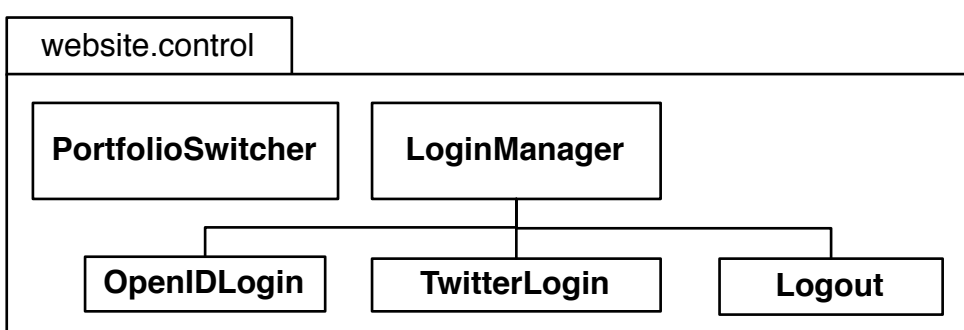 website.control
PortfolioSwitcher LoginManager
OpenIDLogin TwitterLogin Logout